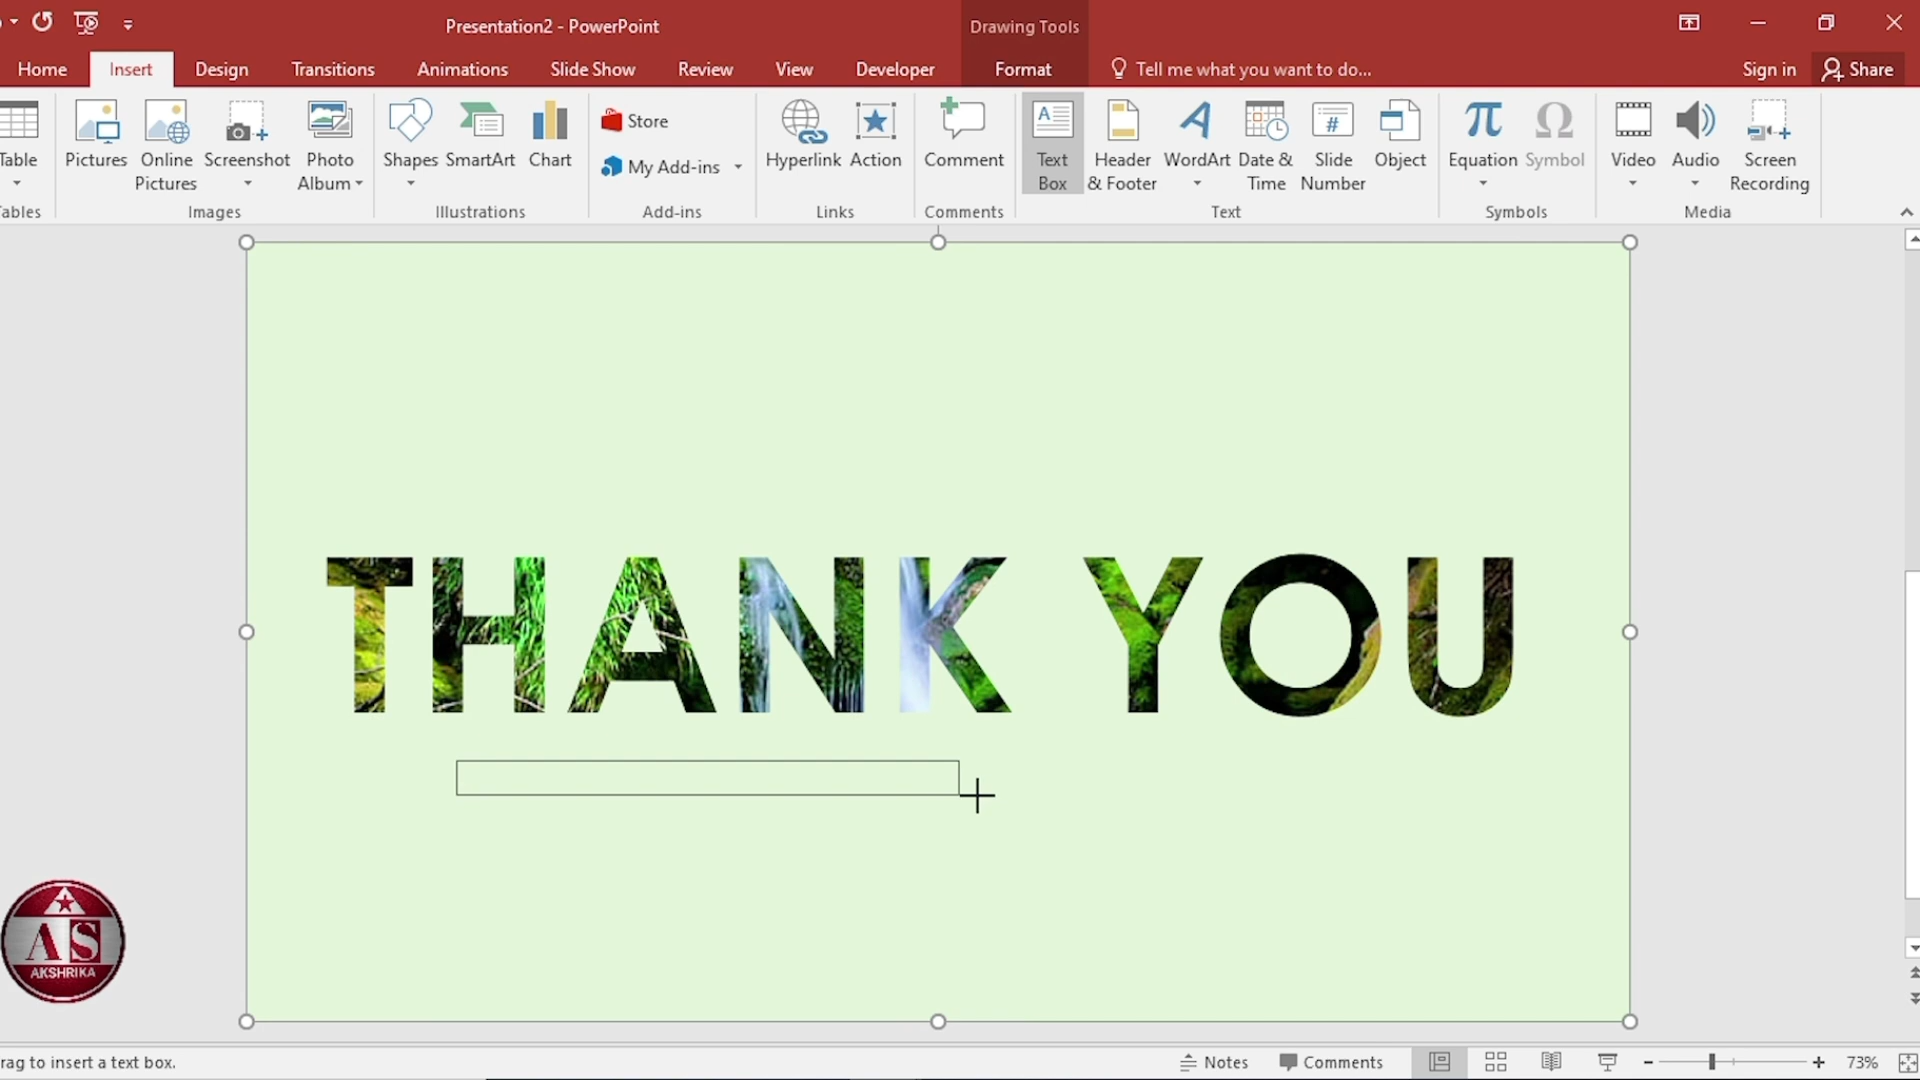 Presentation2 - PowerPoint
Drawing Tools
Home
Insert
Design
Transitions
Animations
Slide Show
Review
View
Developer
Format
Tell me what you want to do...
Sign in
Share
Table
Pictures
Online
Pictures
Screenshot
Photo
Album
Shapes
SmartArt
Chart
Store
My Add-ins
Hyperlink
Action
Comment
Text
Box
Header
& Footer
WordArt
Date &
Time
Slide
Number
Object
Equation
Symbol
Video
Audio
Screen
Recording
ables
Images
Illustrations
Add-ins
Links
Comments
Text
Symbols
Media
THANK YOU
AS
AKSHRIKA
rag to insert a text box.
Notes
Comments
73%